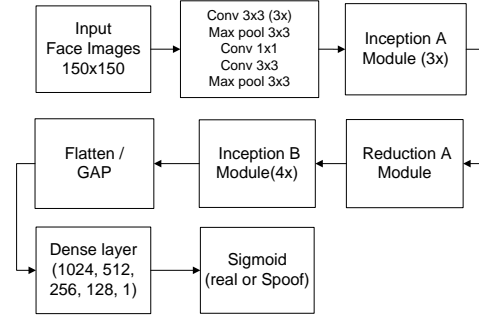 Input
Face Images
150x150
Conv 3x3 (3x)
Max pool 3x3
Conv 1x1
Conv 3x3
Max pool 3x3
Inception A
Module (3x)
Reduction A
Module
Inception B
Module(4x)
Flatten /
GAP
Dense layer
(1024, 512,
256, 128, 1)
Sigmoid
(real or Spoof)